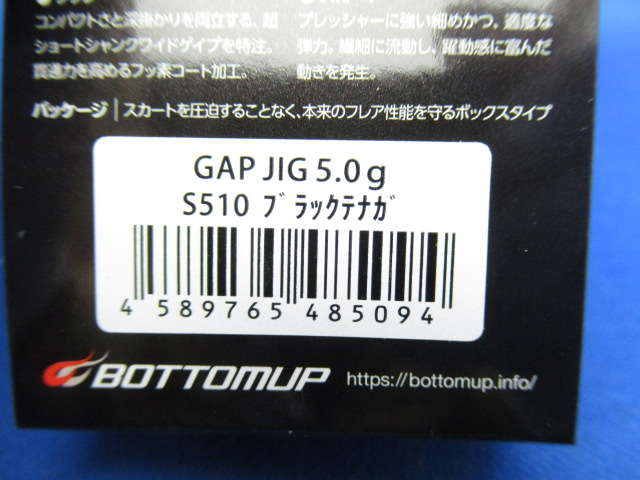 コンパクトさと深掛かりを両立する、超
ショートシャンクワイドゲイプを特注。
貫通力を高めるフッ素コート加工。
プレッシャーに強い細めかつ、適度な
弾力。繊細に流動し、躍動感に富んだ
動きを発生。
パッケージ｜スカートを圧迫することなく、本来のフレア性能を守るボックスタイプ
GAP JIG 5.0g
S510 ﾌﾞﾗｯｸﾃﾅｶﾞ
4 589765 485094
BOTTOMUP https://bottomup.info/